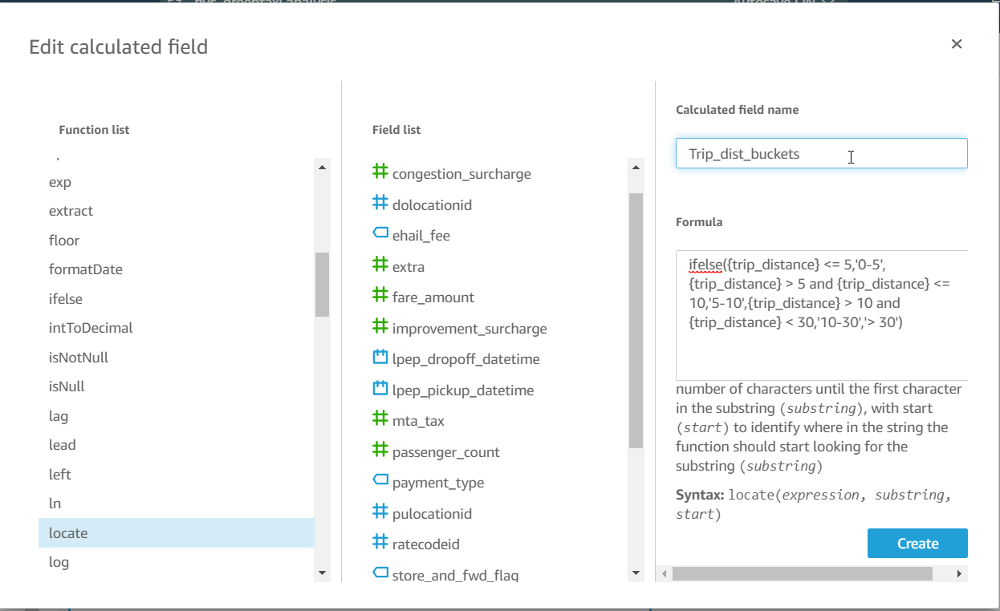 nyc_greentaxi analysis
Autosave ON
Edit calculated field
Function list
exp
extract
floor
formatDate
ifelse
intToDecimal
isNotNull
isNull
lag
lead
left
ln
locate
log
Field list
congestion_surcharge
dolocationid
ehail_fee
extra
fare_amount
improvement_surcharge
lpep_dropoff_datetime
lpep_pickup_datetime
mta_tax
passenger_count
payment_type
pulocationid
ratecodeid
store_and_fwd_flag
Calculated field name
Trip_dist_buckets
Formula
ifelse({trip_distance} <= 5,'0-5',
{trip_distance} > 5 and {trip_distance} <=
10,'5-10',{trip_distance} > 10 and
{trip_distance} < 30,'10-30','> 30')
number of characters until the first character
in the substring (substring), with start
(start) to identify where in the string the
function should start looking for the
substring (substring)
Syntax: locate(expression, substring,
start)
Create